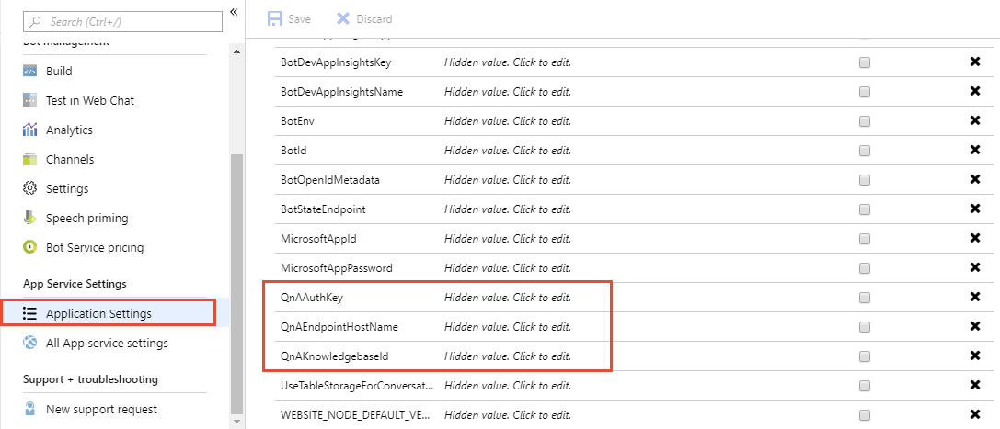 Search (Ctrl+/)
«
Save
Discard
Bot management
Build
Test in Web Chat
Analytics
Channels
Settings
Speech priming
Bot Service pricing
App Service Settings
Application Settings
All App service settings
Support + troubleshooting
New support request
BotDevAppInsightsKey Hidden value. Click to edit.
BotDevAppInsightsName Hidden value. Click to edit.
BotEnv Hidden value. Click to edit.
BotId Hidden value. Click to edit.
BotOpenIdMetadata Hidden value. Click to edit.
BotStateEndpoint Hidden value. Click to edit.
MicrosoftAppId Hidden value. Click to edit.
MicrosoftAppPassword Hidden value. Click to edit.
QnAAuthKey Hidden value. Click to edit.
QnAEndpointHostName Hidden value. Click to edit.
QnAKnowledgebaseId Hidden value. Click to edit.
UseTableStorageForConversat... Hidden value. Click to edit.
WEBSITE_NODE_DEFAULT_VE... Hidden value. Click to edit.